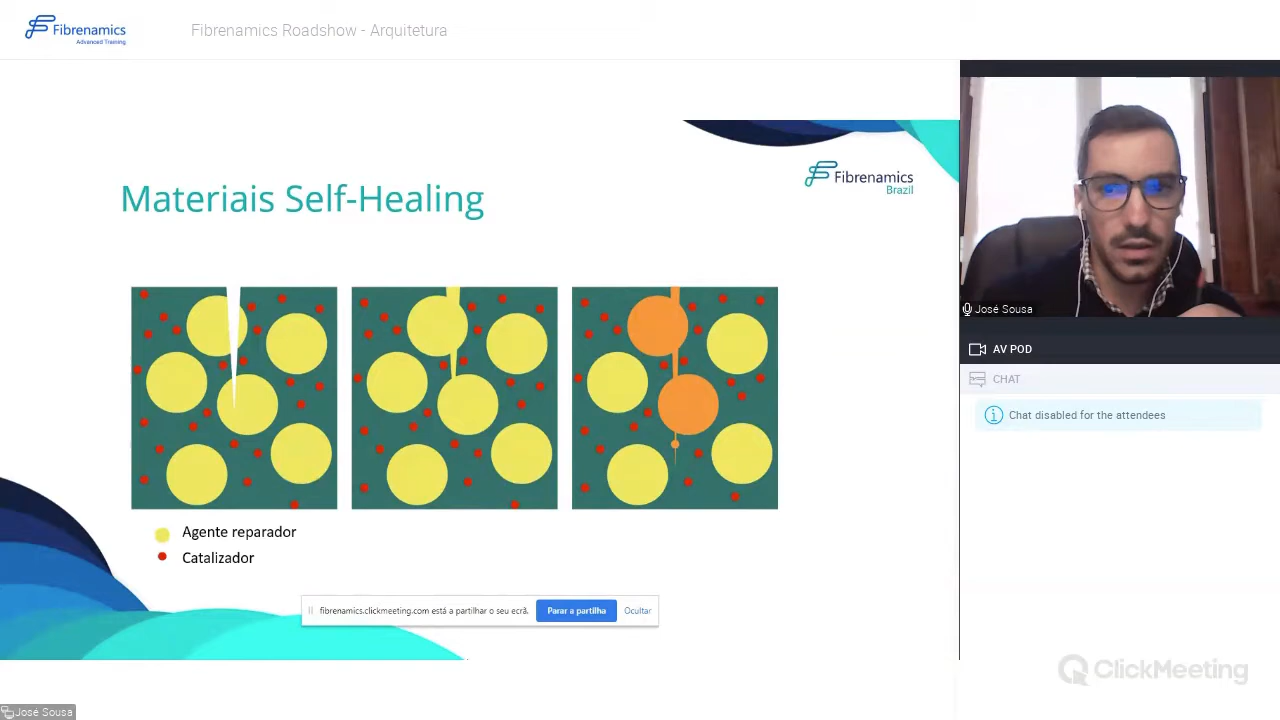 Fibrenamics
Advanced Training
Fibrenamics Roadshow - Arquitetura
Fibrenamics
Brazil
Materiais Self-Healing
Agente reparador
Catalizador
fibrenamics.clickmeeting.com está a partilhar o seu ecrã.
Parar a partilha
Ocultar
José Sousa
AV POD
CHAT
Chat disabled for the attendees
ClickMeeting
José Sousa